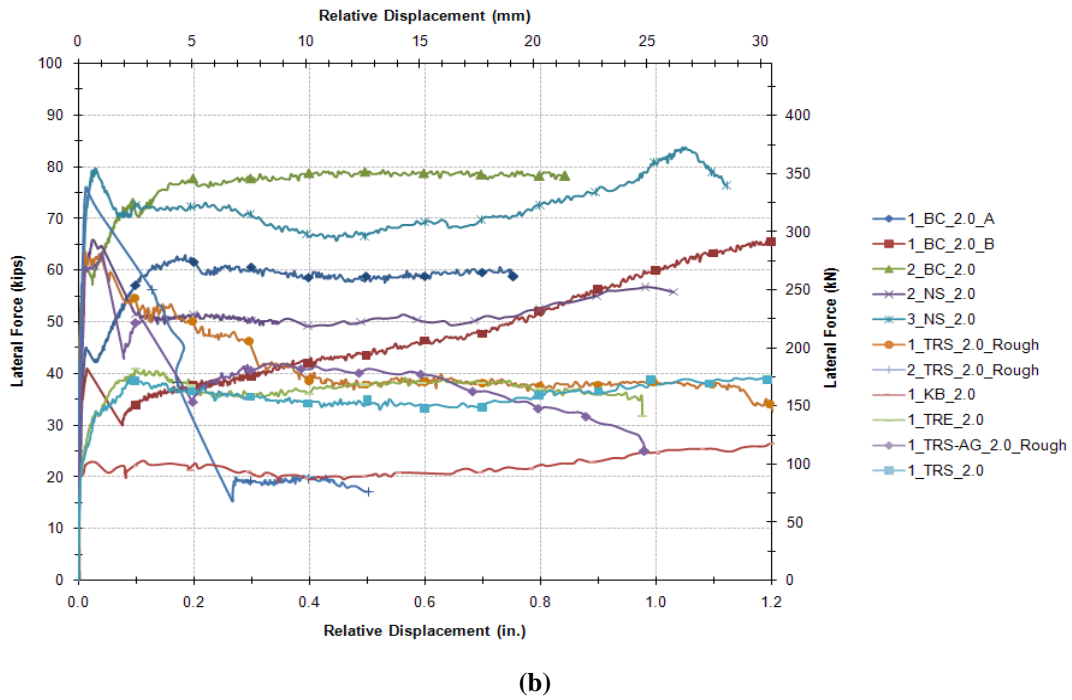 Relative Displacement (mm)
0 5 10 15 20 25 30
100
90
80
70
60
50
40
30
20
10
0
Lateral Force (kips)
400
350
300
250
200
150
100
50
0
Lateral Force (kN)
0.0 0.2 0.4 0.6 0.8 1.0 1.2
Relative Displacement (in.)
1_BC_2.0_A
1_BC_2.0_B
2_BC_2.0
2_NS_2.0
3_NS_2.0
1_TRS_2.0_Rough
2_TRS_2.0_Rough
1_KB_2.0
1_TRE_2.0
1_TRS-AG_2.0_Rough
1_TRS_2.0
(b)